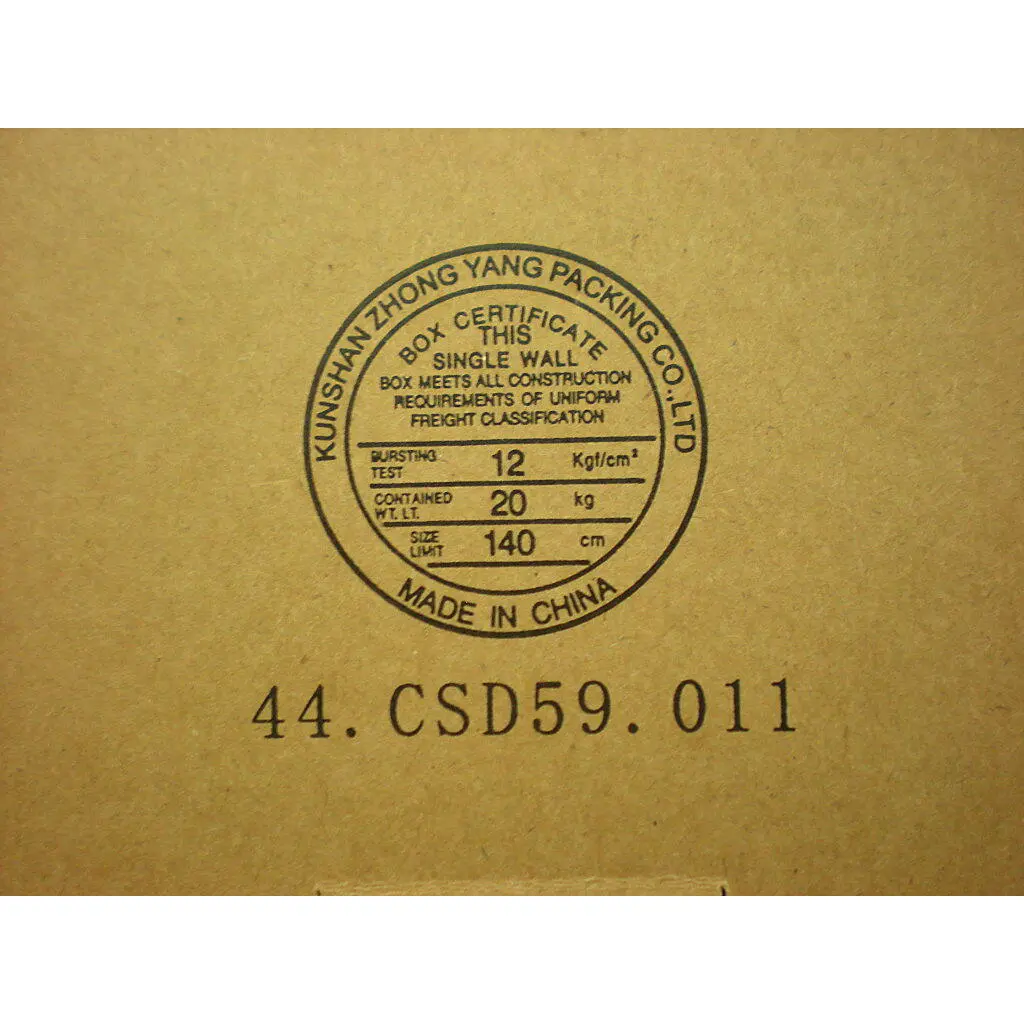 KUNSHAN ZHONG YANG PACKING CO.,LTD
BOX CERTIFICATE
THIS
SINGLE WALL
BOX MEETS ALL CONSTRUCTION
REQUIREMENTS OF UNIFORM
FREIGHT CLASSIFICATION
BURSTING TEST 12 Kgf/cm²
CONTAINED WT. LT. 20 kg
SIZE LIMIT 140 cm
MADE IN CHINA
44.CSD59.011